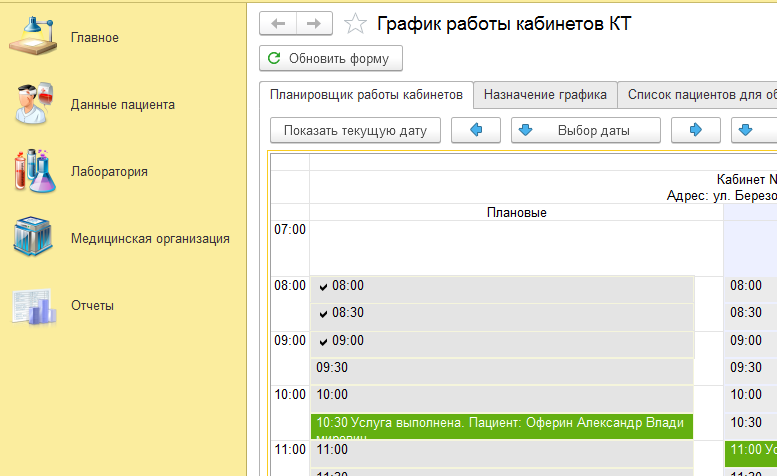 Главное
Данные пациента
Лаборатория
Медицинская организация
Отчеты
График работы кабинетов КТ
Обновить форму
Планировщик работы кабинетов
Назначение графика
Список пациентов для об
Показать текущую дату
Выбор даты
Кабинет N
Адрес: ул. Березо
Плановые
07:00
08:00 08:00 08:00
08:30 08:30
09:00 09:00 09:00
09:30 09:30
10:00 10:00 10:00
10:30 Услуга выполнена. Пациент: Оферин Александр Влади
мирович
10:30
11:00 11:00 11:00 Ус
11:30 11:30